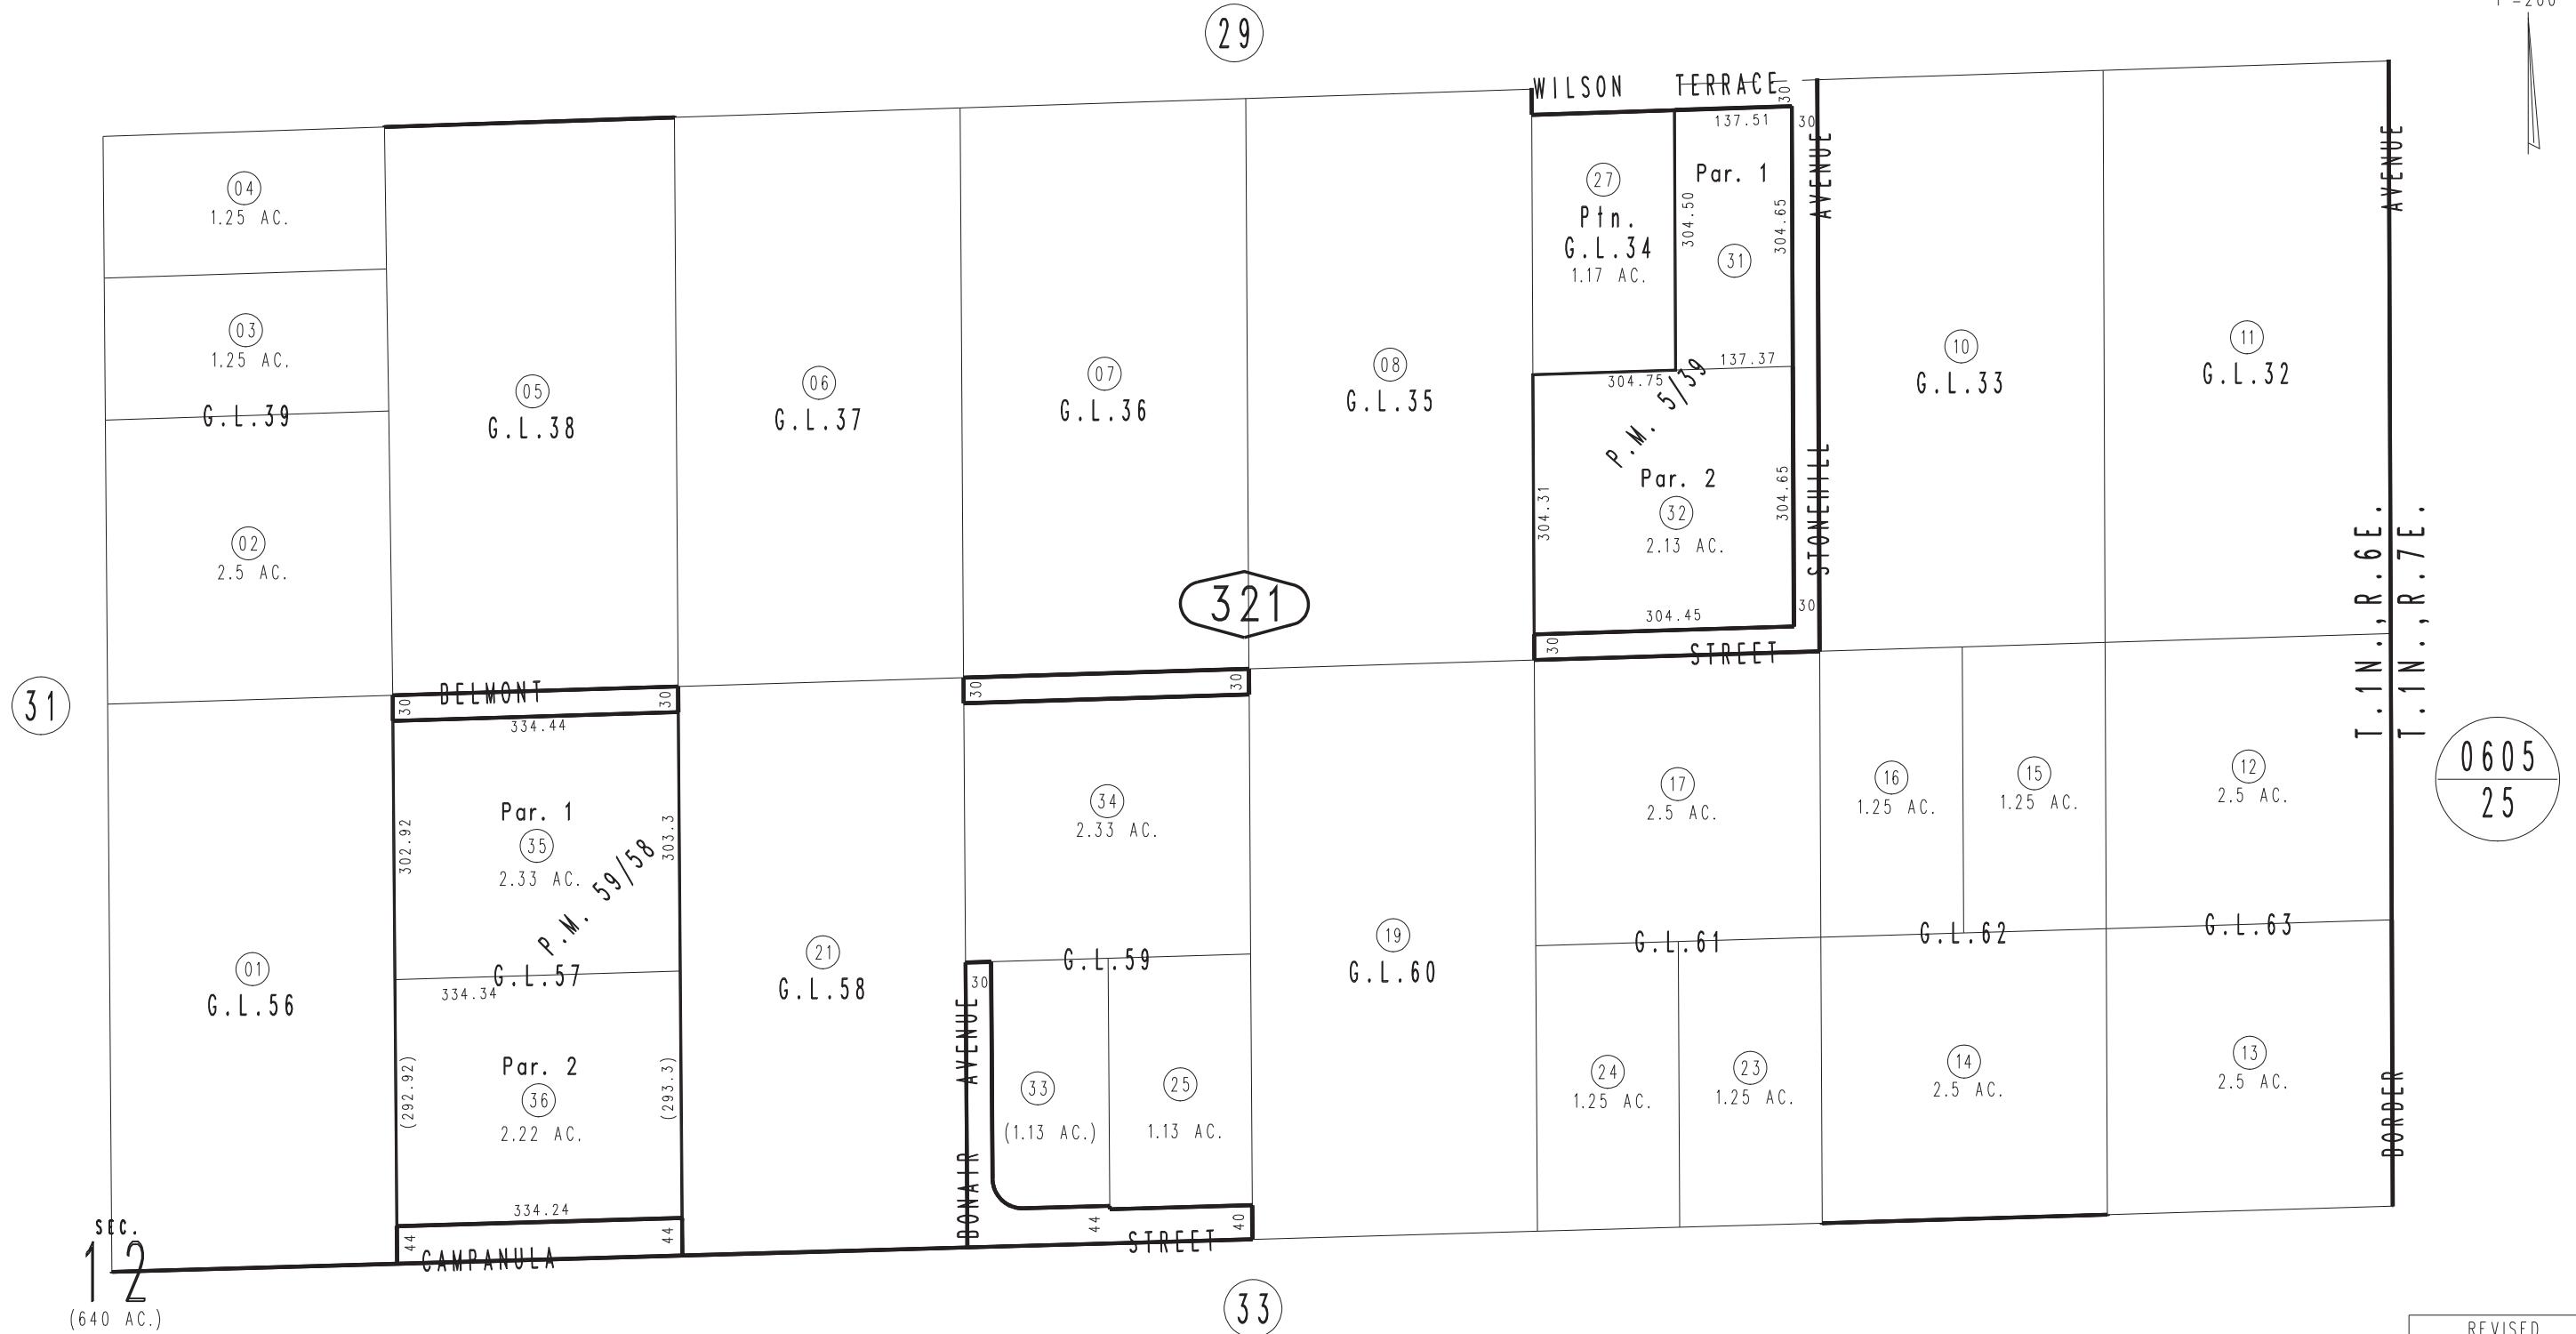 29
1"=200'
WILSON TERRACE
30
137.51
30
AVENUE
AVENUE
04
1.25 AC.
27
Ptn.
G.L.34
1.17 AC.
Par. 1
304.50
304.65
31
03
1.25 AC.
G.L.39
05
G.L.38
06
G.L.37
07
G.L.36
08
G.L.35
137.37
304.75
P.M. 5/39
10
G.L.33
11
G.L.32
02
2.5 AC.
304.31
Par. 2
32
2.13 AC.
304.65
STONEHILL
321
304.45
30
30
STREET
T.1N.,R.6E.
T.1N.,R.7E.
31
BELMONT
30
30
334.44
30
30
0605
25
Par. 1
35
2.33 AC.
302.92
303.3
P.M. 59/58
34
2.33 AC.
17
2.5 AC.
16
1.25 AC.
15
1.25 AC.
12
2.5 AC.
01
G.L.56
G.L.57
334.34
21
G.L.58
G.L.59
19
G.L.60
G.L.61
G.L.62
G.L.63
30
DONAIR AVENUE
Par. 2
36
2.22 AC.
(292.92)
(293.3)
33
(1.13 AC.)
25
1.13 AC.
24
1.25 AC.
23
1.25 AC.
14
2.5 AC.
13
2.5 AC.
BORDER
334.24
44
44
44
40
CAMPANULA
STREET
SEC.
12
(640 AC.)
33
REVISED